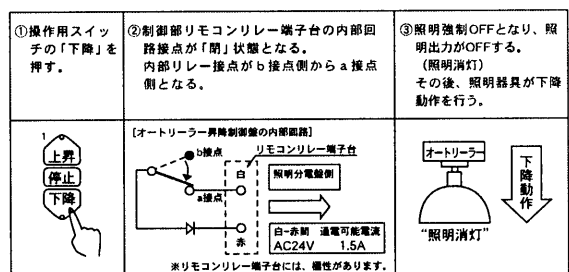 ①操作用スイッ
チの「下降」を
押す。
②制御部リモコンリレー端子台の内部回
路接点が「閉」状態となる。
内部リレー接点がb接点側からa接点
側となる。
③照明強制OFFとなり、照
明出力がOFFする。
(照明消灯)
その後、照明器具が下降
動作を行う。
1
上昇
停止
下降
[オートリーラー昇降制御盤の内部回路]
リモコンリレー端子台
b接点
白
照明分電盤側
a接点
赤
白-赤間 通電可能電流
AC24V 1.5A
※リモコンリレー端子台には、極性があります。
オートリーラー
下降動作
"照明消灯"